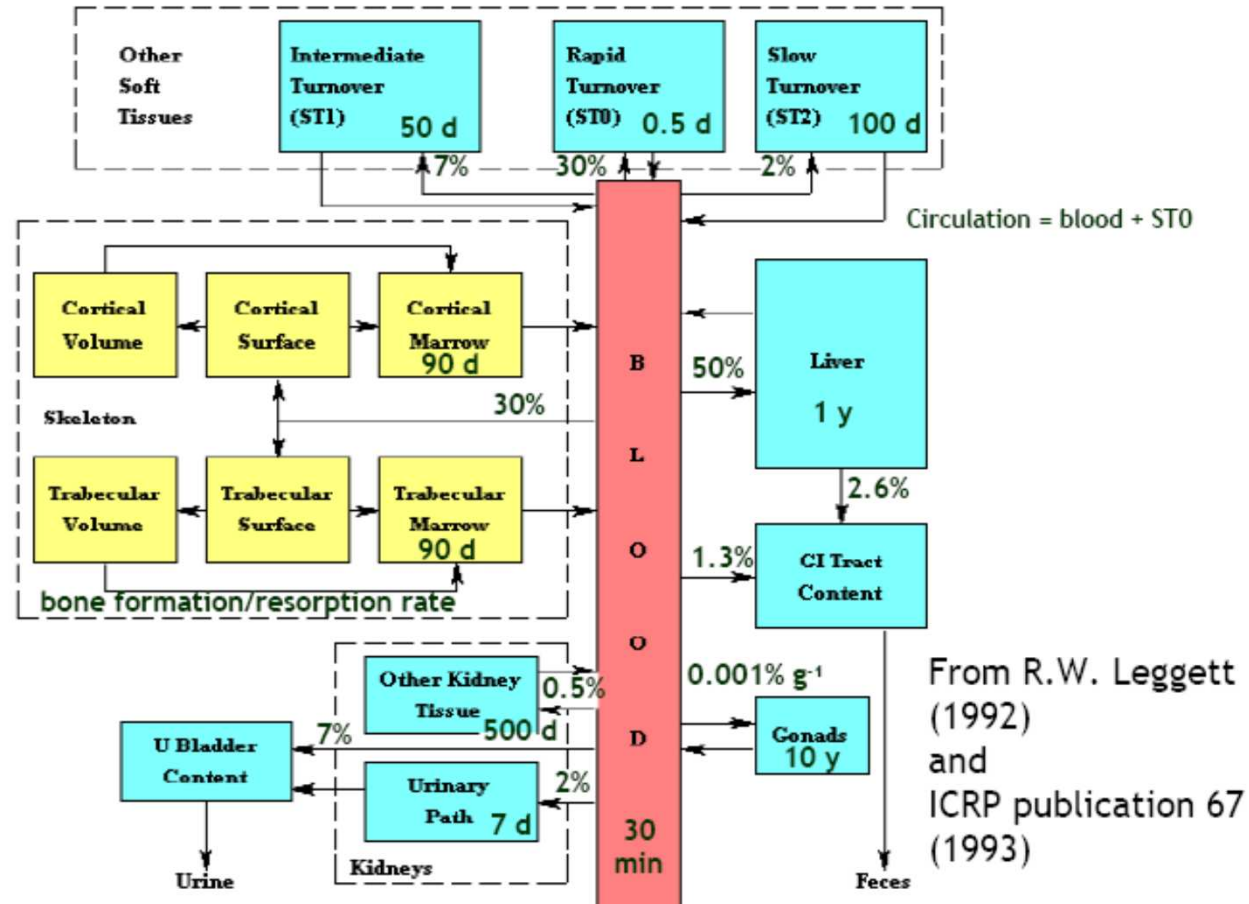 Other
Soft
Tissues
Intermediate
Turnover
(ST1)
50 d
Rapid
Turnover
(ST0)
0.5 d
Slow
Turnover
(ST2)
100 d
7%
30%
2%
Circulation = blood + ST0
Cortical
Volume
Cortical
Surface
Cortical
Marrow
90 d
Skeleton
30%
Trabecular
Volume
Trabecular
Surface
Trabecular
Marrow
90 d
bone formation/resorption rate
B
L
O
O
D
30
min
50%
Liver
1 y
2.6%
1.3%
GI Tract
Content
0.001% g⁻¹
Gonads
10 y
Other Kidney
Tissue
500 d
0.5%
7%
U Bladder
Content
Urinary
Path
7 d
2%
Kidneys
Urine
Feces
From R.W. Leggett
(1992)
and
ICRP publication 67
(1993)